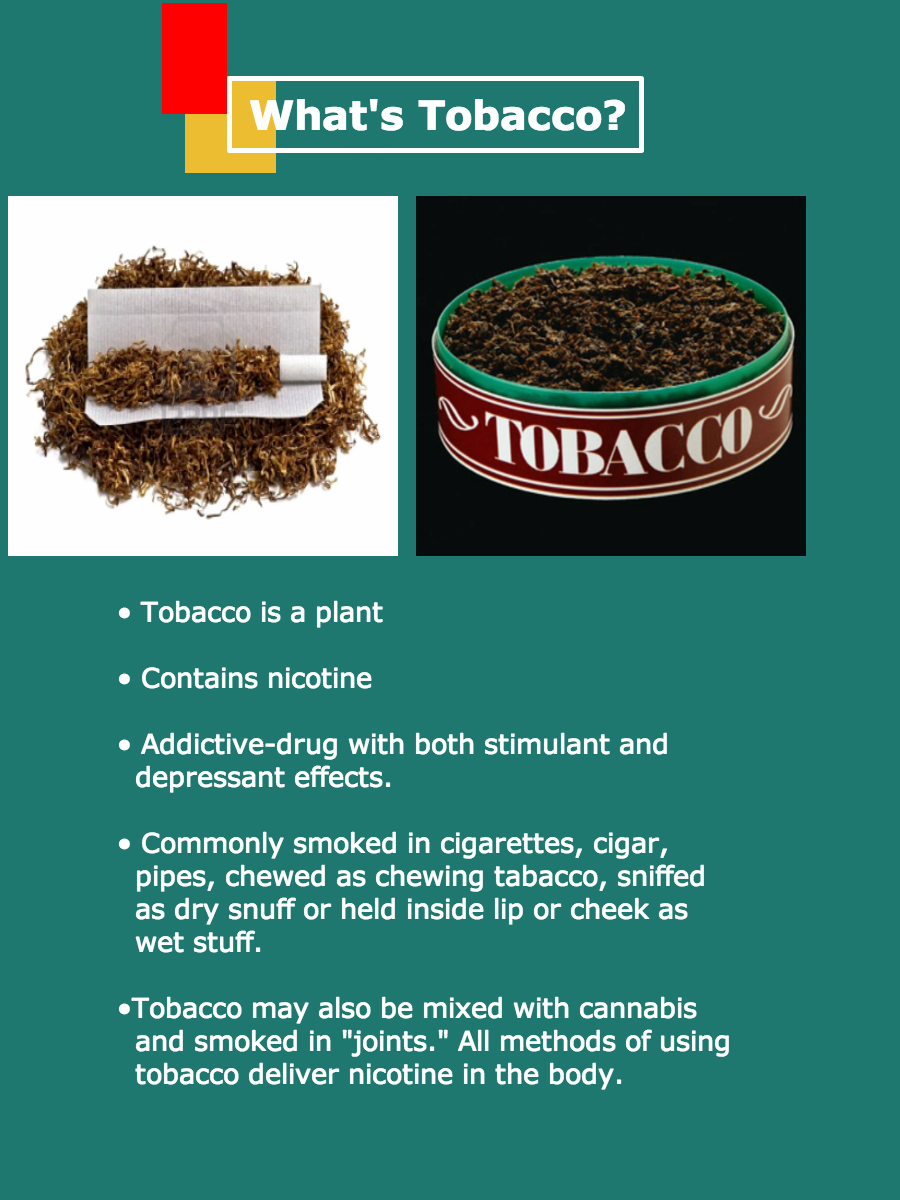 What's Tobacco?
TOBACCO
• Tobacco is a plant
• Contains nicotine
• Addictive-drug with both stimulant and
depressant effects.
• Commonly smoked in cigarettes, cigar,
pipes, chewed as chewing tabacco, sniffed
as dry snuff or held inside lip or cheek as
wet stuff.
•Tobacco may also be mixed with cannabis
and smoked in "joints." All methods of using
tobacco deliver nicotine in the body.